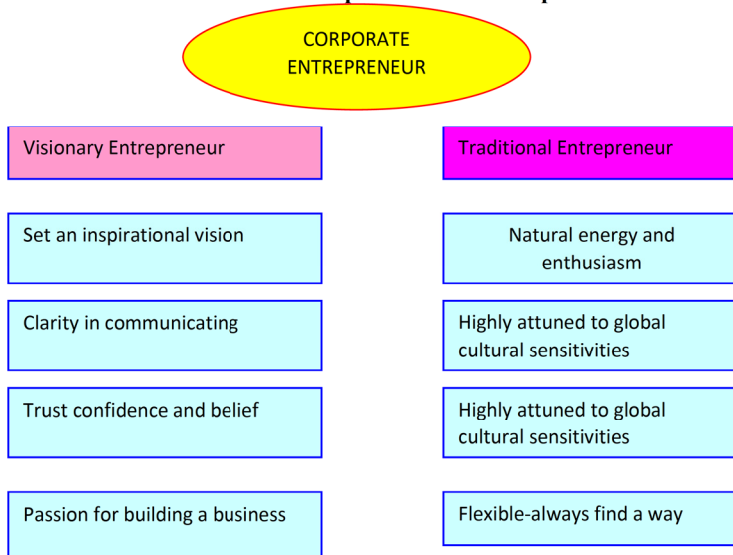 CORPORATE
ENTREPRENEUR
Visionary Entrepreneur
Traditional Entrepreneur
Set an inspirational vision
Natural energy and
enthusiasm
Clarity in communicating
Highly attuned to global
cultural sensitivities
Trust confidence and belief
Highly attuned to global
cultural sensitivities
Passion for building a business
Flexible-always find a way